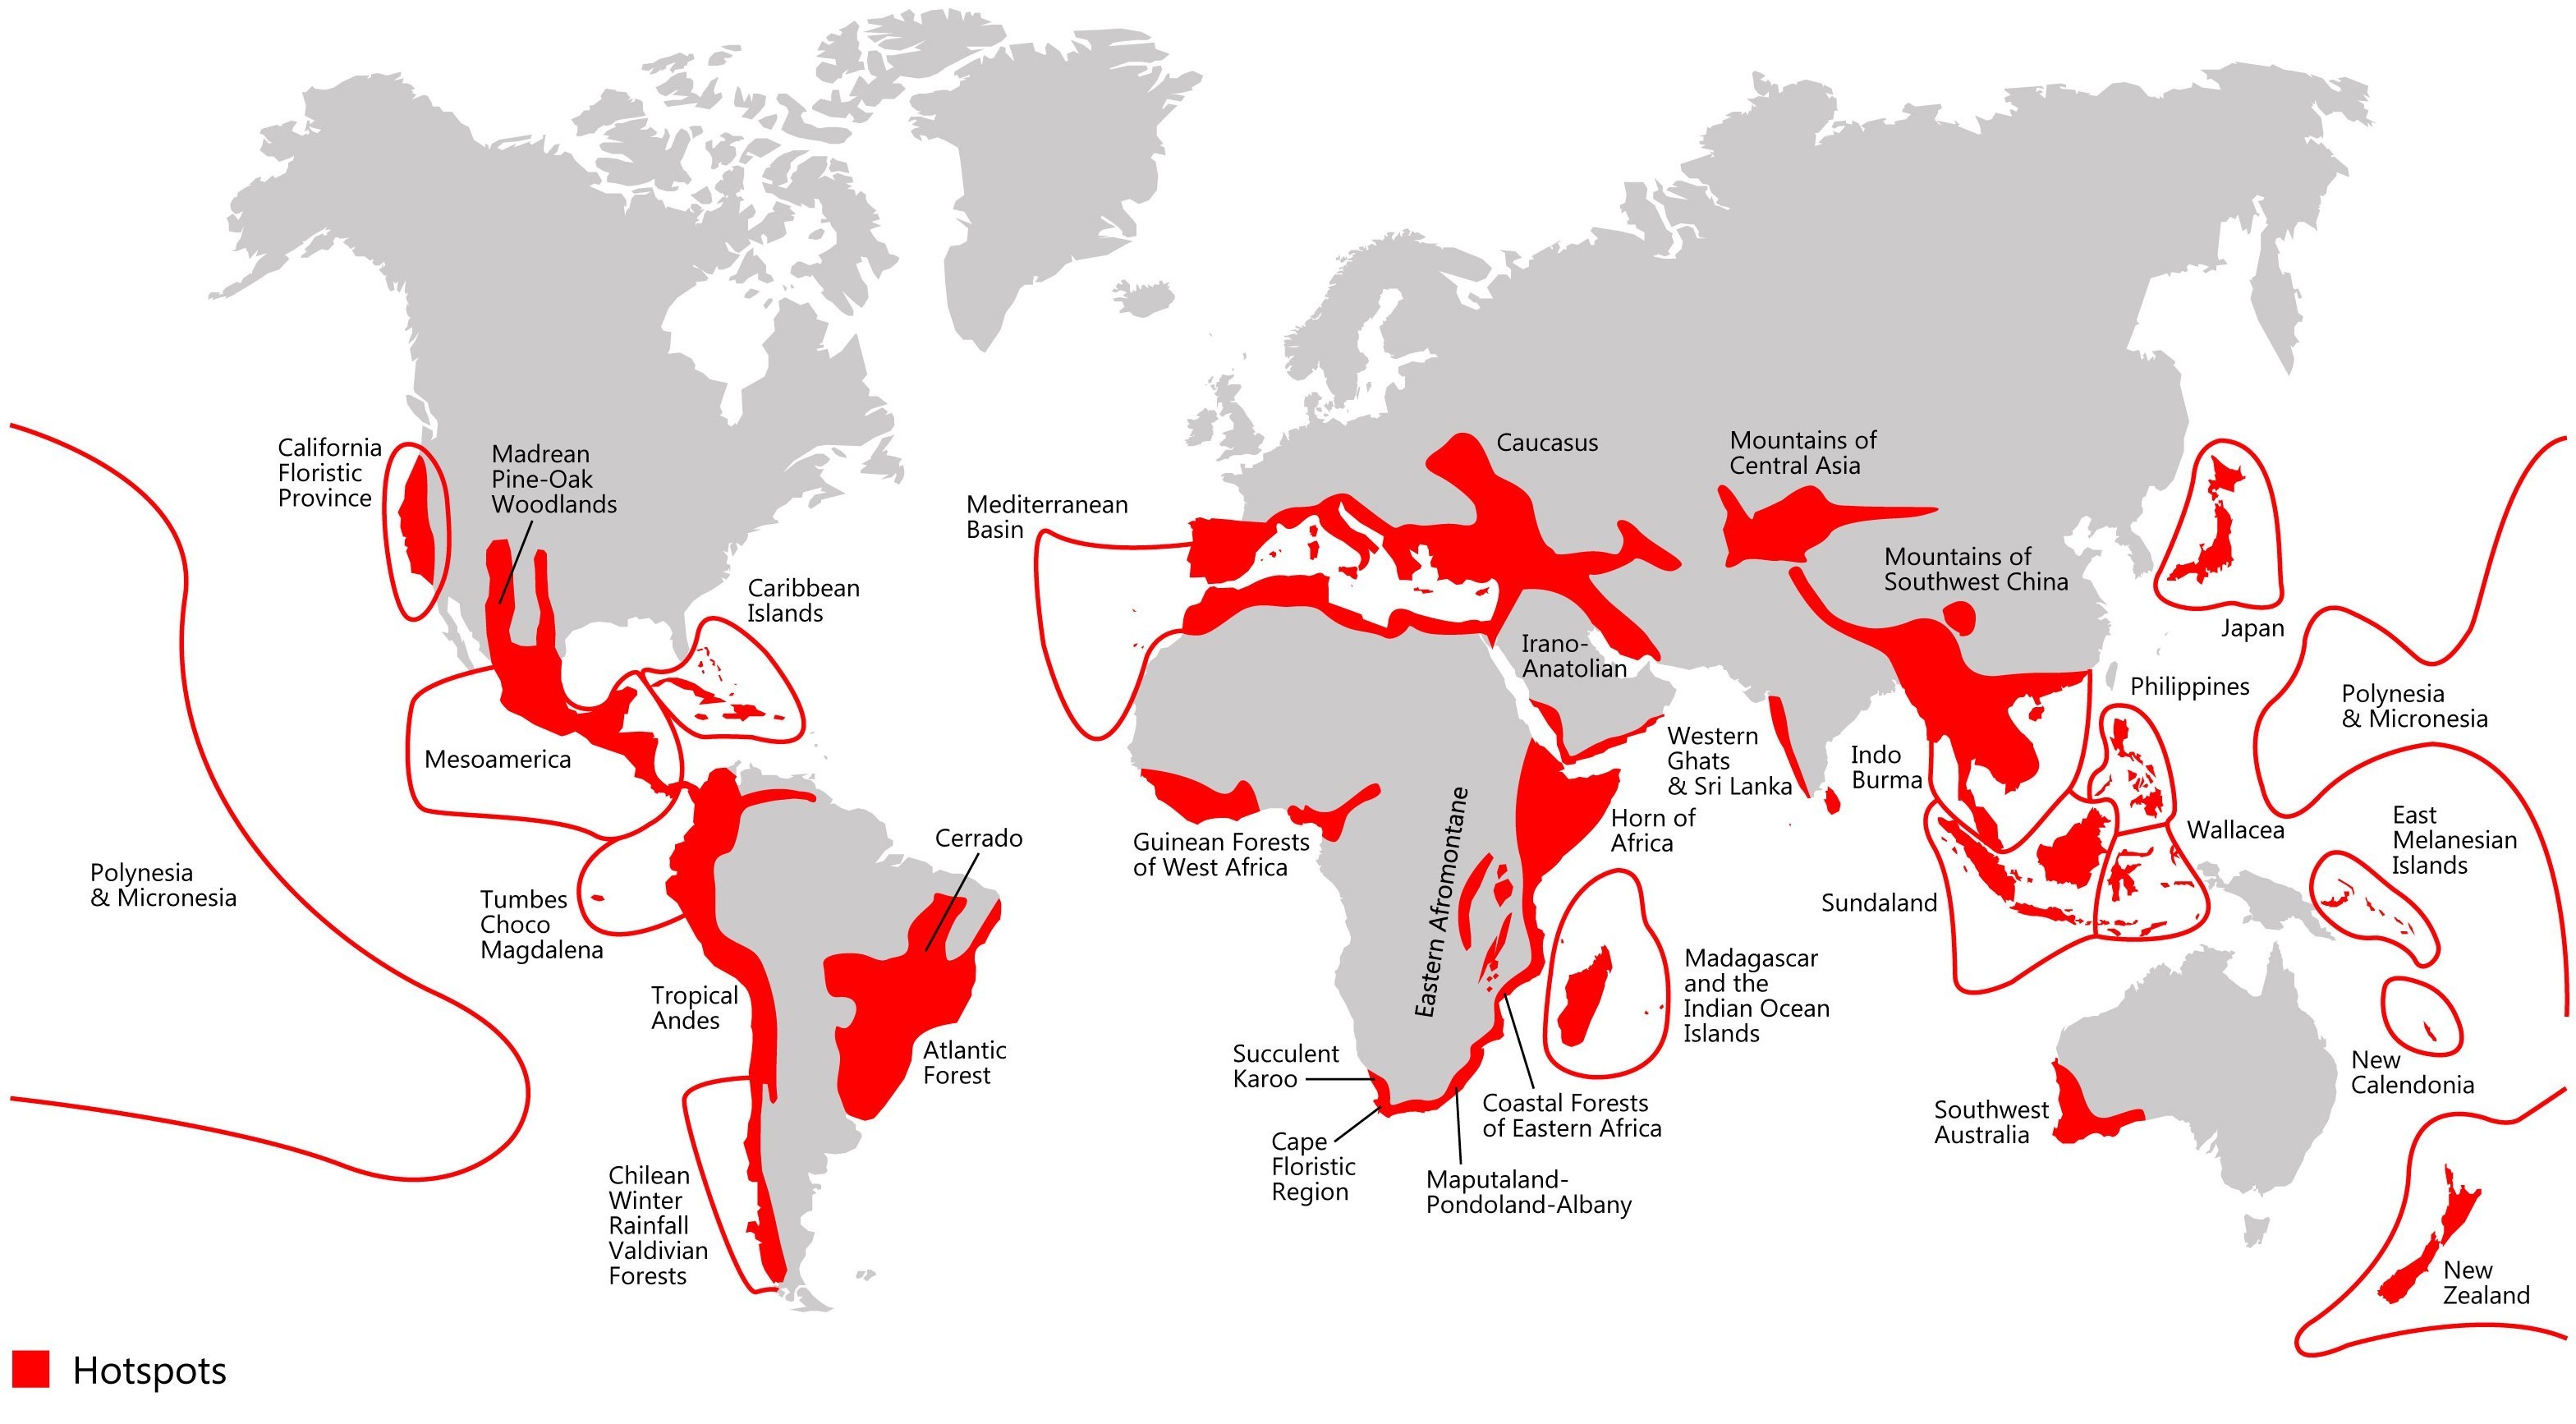 California
Floristic
Province
Madrean
Pine-Oak
Woodlands
Caribbean
Islands
Mesoamerica
Polynesia
& Micronesia
Tumbes
Choco
Magdalena
Tropical
Andes
Cerrado
Atlantic
Forest
Chilean
Winter
Rainfall
Valdivian
Forests
Mediterranean
Basin
Caucasus
Mountains of
Central Asia
Mountains of
Southwest China
Irano-
Anatolian
Western
Ghats
& Sri Lanka
Indo
Burma
Guinean Forests
of West Africa
Eastern Afromontane
Horn of
Africa
Madagascar
and the
Indian Ocean
Islands
Succulent
Karoo
Cape
Floristic
Region
Coastal Forests
of Eastern Africa
Maputaland-
Pondoland-Albany
Japan
Philippines
Polynesia
& Micronesia
Wallacea
Sundaland
East
Melanesian
Islands
New
Calendonia
Southwest
Australia
New
Zealand
Hotspots